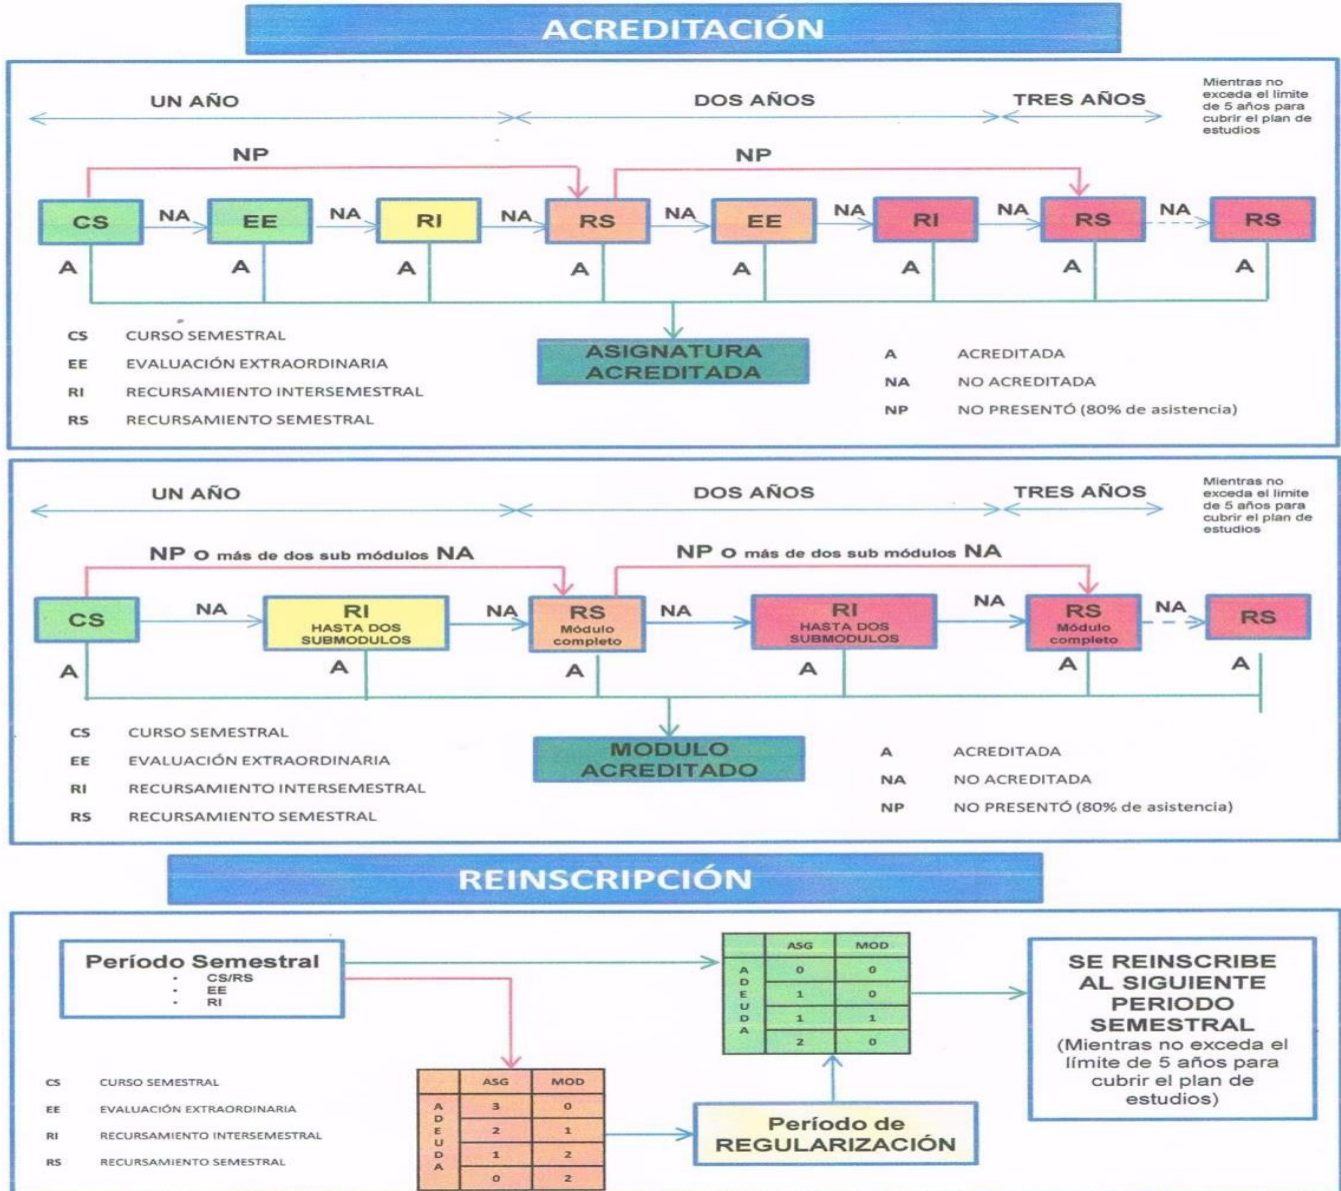 ACREDITACIÓN
UN AÑO
DOS AÑOS
TRES AÑOS
Mientras no
exceda el límite
de 5 años para
cubrir el plan de
estudios
NP
NP
CS
NA
EE
NA
RI
NA
RS
NA
EE
NA
RI
NA
RS
NA
RS
A
A
A
A
A
A
A
A
ASIGNATURA
ACREDITADA
CS CURSO SEMESTRAL
EE EVALUACIÓN EXTRAORDINARIA
RI RECURSAMIENTO INTERSEMESTRAL
RS RECURSAMIENTO SEMESTRAL
A ACREDITADA
NA NO ACREDITADA
NP NO PRESENTÓ (80% de asistencia)
UN AÑO
DOS AÑOS
TRES AÑOS
Mientras no
exceda el límite
de 5 años para
cubrir el plan de
estudios
NP O más de dos sub módulos NA
NP O más de dos sub módulos NA
CS
NA
RI
HASTA DOS
SUBMODULOS
NA
RS
Módulo
completo
NA
RI
HASTA DOS
SUBMODULOS
NA
RS
Módulo
completo
NA
RS
A
A
A
A
A
A
MODULO
ACREDITADO
CS CURSO SEMESTRAL
EE EVALUACIÓN EXTRAORDINARIA
RI RECURSAMIENTO INTERSEMESTRAL
RS RECURSAMIENTO SEMESTRAL
A ACREDITADA
NA NO ACREDITADA
NP NO PRESENTÓ (80% de asistencia)
REINSCRIPCIÓN
Período Semestral
• CS/RS
• EE
• RI
ADEUDA
ASG MOD
0 0
1 0
1 1
2 0
SE REINSCRIBE
AL SIGUIENTE
PERIODO
SEMESTRAL
(Mientras no exceda el
límite de 5 años para
cubrir el plan de
estudios)
CS CURSO SEMESTRAL
EE EVALUACIÓN EXTRAORDINARIA
RI RECURSAMIENTO INTERSEMESTRAL
RS RECURSAMIENTO SEMESTRAL
ADEUDA
ASG MOD
3 0
2 1
1 2
0 2
Período de
REGULARIZACIÓN